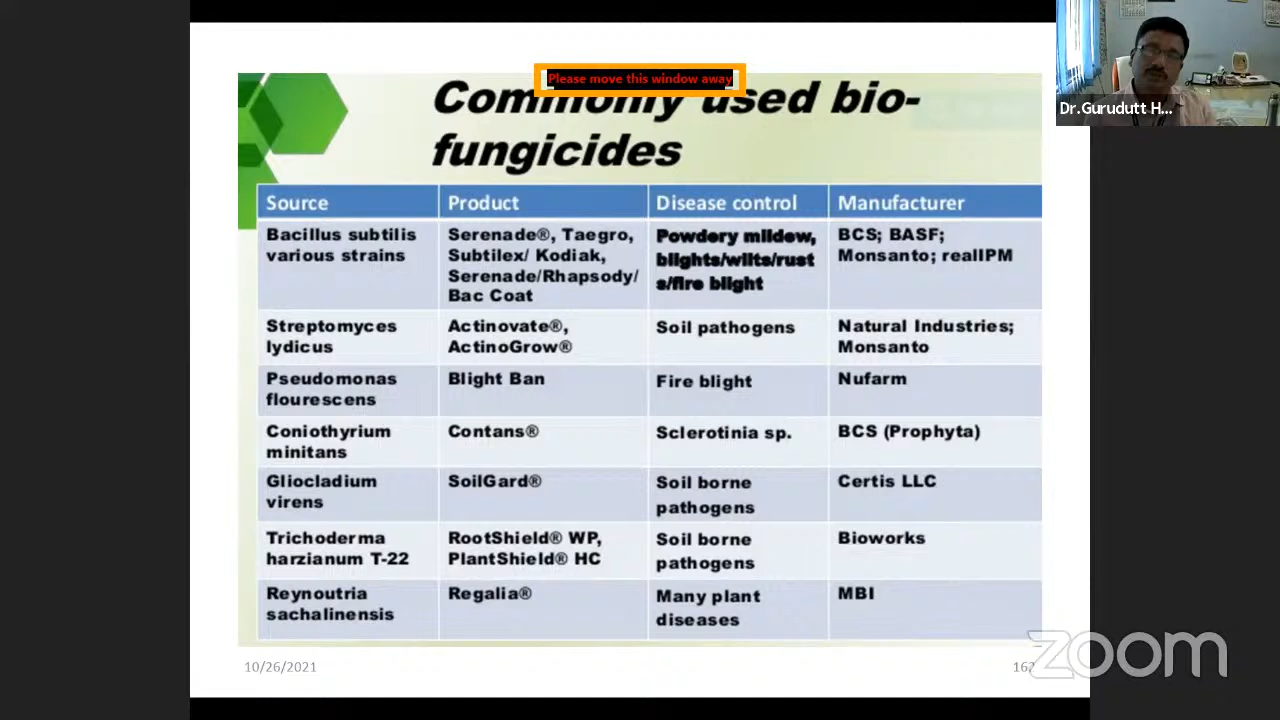 Please move this window away
Commonly used bio-
fungicides
Dr.Gurudutt H...
Source Product Disease control Manufacturer
Bacillus subtilis
various strains
Serenade®, Taegro,
Subtilex/ Kodiak,
Serenade/Rhapsody/
Bac Coat
Powdery mildew,
blights/wilts/rust
s/fire blight
BCS; BASF;
Monsanto; realIPM
Streptomyces
lydicus
Actinovate®,
ActinoGrow®
Soil pathogens
Natural Industries;
Monsanto
Pseudomonas
flourescens
Blight Ban
Fire blight
Nufarm
Coniothyrium
minitans
Contans®
Sclerotinia sp.
BCS (Prophyta)
Gliocladium
virens
SoilGard®
Soil borne
pathogens
Certis LLC
Trichoderma
harzianum T-22
RootShield® WP,
PlantShield® HC
Soil borne
pathogens
Bioworks
Reynoutria
sachalinensis
Regalia®
Many plant
diseases
MBI
10/26/2021
162
zoom